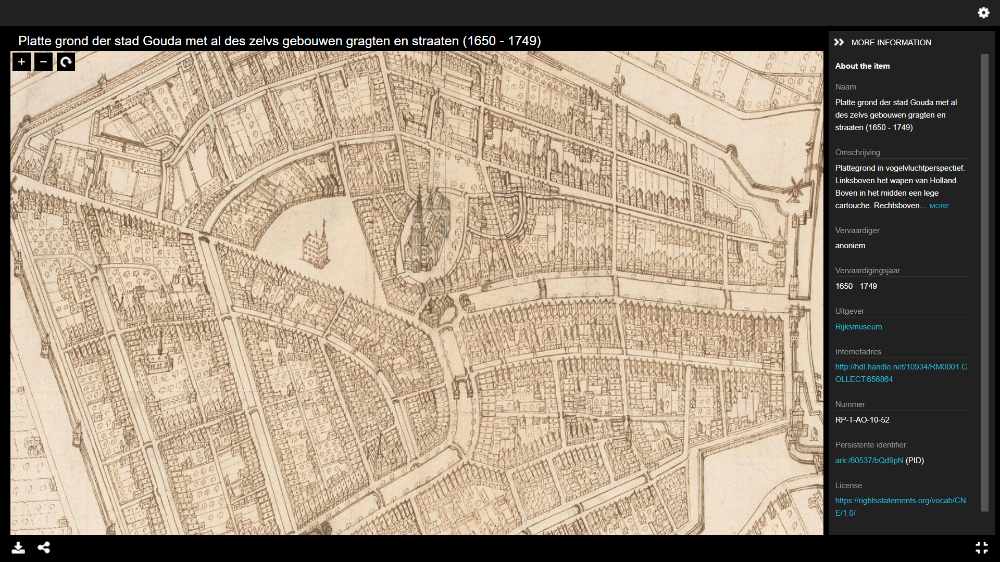 Platte grond der stad Gouda met al des zelvs gebouwen gragten en straaten (1650 - 1749)
MORE INFORMATION
About the item
Naam
Platte grond der stad Gouda met al
des zelvs gebouwen gragten en
straaten (1650 - 1749)
Omschrijving
Plattegrond in vogelvluchtperspectief.
Linksboven het wapen van Holland.
Boven in het midden een lege
cartouche. Rechtsboven... MORE
Vervaardiger
anoniem
Vervaardigingsjaar
1650 - 1749
Uitgever
Rijksmuseum
Internetadres
http://hdl.handle.net/10934/RM0001.C
OLLECT.656864
Nummer
RP-T-AO-10-52
Persistente identifier
ark:/60537/bQd9pN (PID)
License
https://rightsstatements.org/vocab/CN
E/1.0/